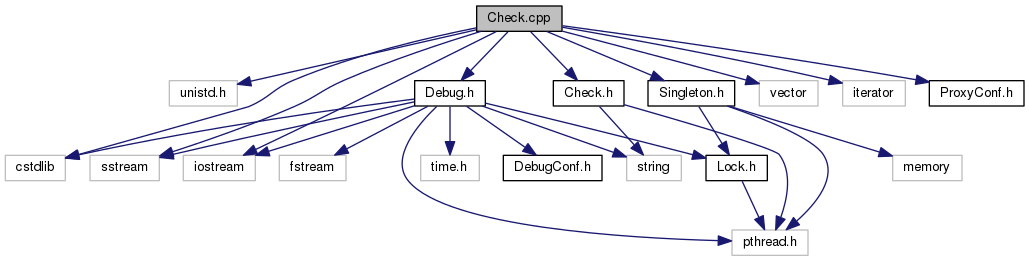 Check.cpp
unistd.h
Debug.h
Check.h
Singleton.h
vector
iterator
ProxyConf.h
cstdlib
sstream
iostream
fstream
time.h
DebugConf.h
string
Lock.h
memory
pthread.h